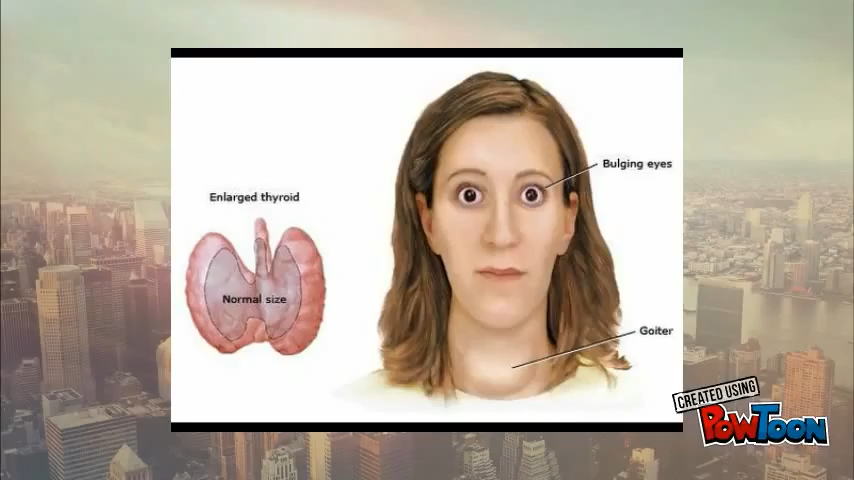 Bulging eyes
Enlarged thyroid
Normal size
Goiter
CREATED USING
POWTOON